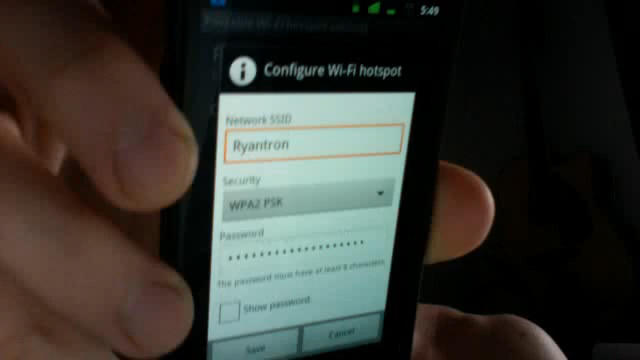 5:49
Configure Wi-Fi hotspot
Network SSID
Ryantron
Security
WPA2 PSK
Password
••••••••••••••••••
The password must have at least 8 characters
Show password
Save
Cancel